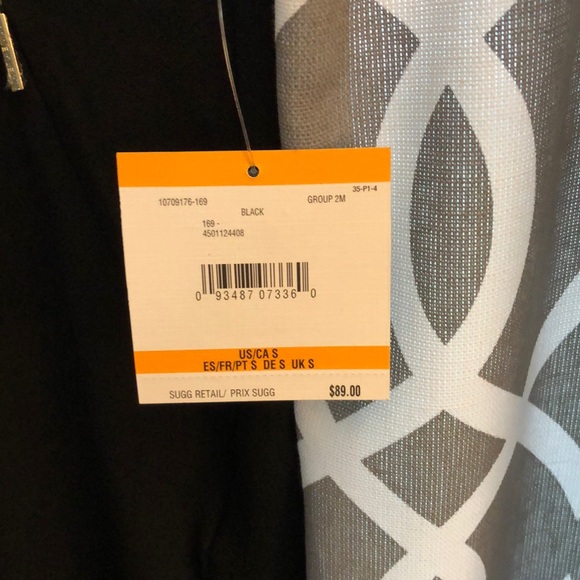 35-P1-4
10709176-169 GROUP 2M
BLACK
169 -
4501124408
0 93487 07336 0
US/CA S
ES/FR/PT S DE S UK S
SUGG RETAIL/ PRIX SUGG $89.00